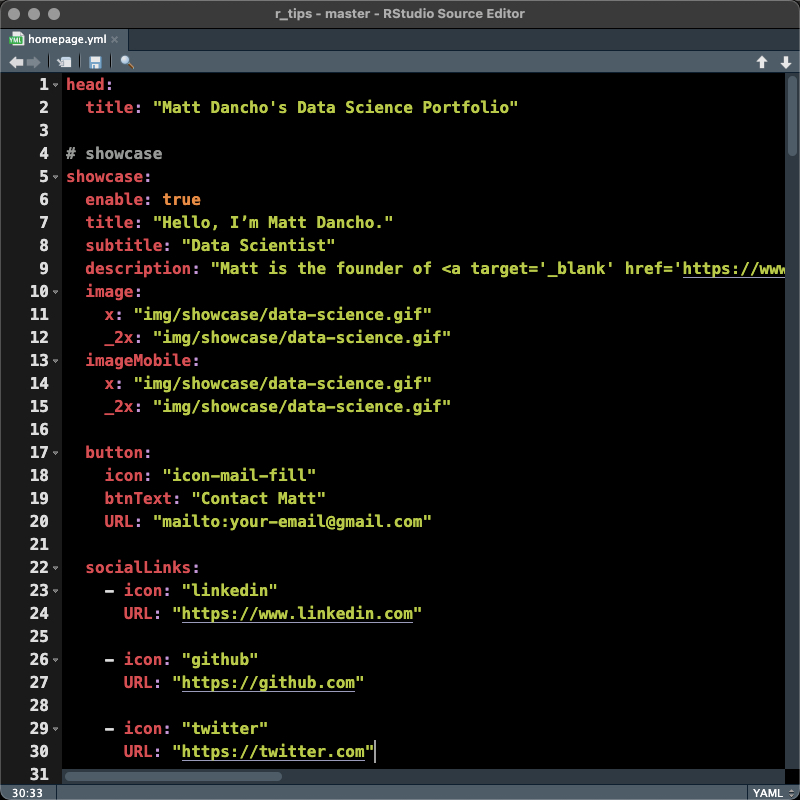 r_tips - master - RStudio Source Editor
YML homepage.yml ×
1 head:
2   title: "Matt Dancho's Data Science Portfolio"
3
4 # showcase
5 showcase:
6   enable: true
7   title: "Hello, I’m Matt Dancho."
8   subtitle: "Data Scientist"
9   description: "Matt is the founder of <a target='_blank' href='https://www
10   image:
11     x: "img/showcase/data-science.gif"
12     _2x: "img/showcase/data-science.gif"
13   imageMobile:
14     x: "img/showcase/data-science.gif"
15     _2x: "img/showcase/data-science.gif"
16
17   button:
18     icon: "icon-mail-fill"
19     btnText: "Contact Matt"
20     URL: "mailto:your-email@gmail.com"
21
22   socialLinks:
23     - icon: "linkedin"
24       URL: "https://www.linkedin.com"
25
26     - icon: "github"
27       URL: "https://github.com"
28
29     - icon: "twitter"
30       URL: "https://twitter.com"
31
30:33 YAML